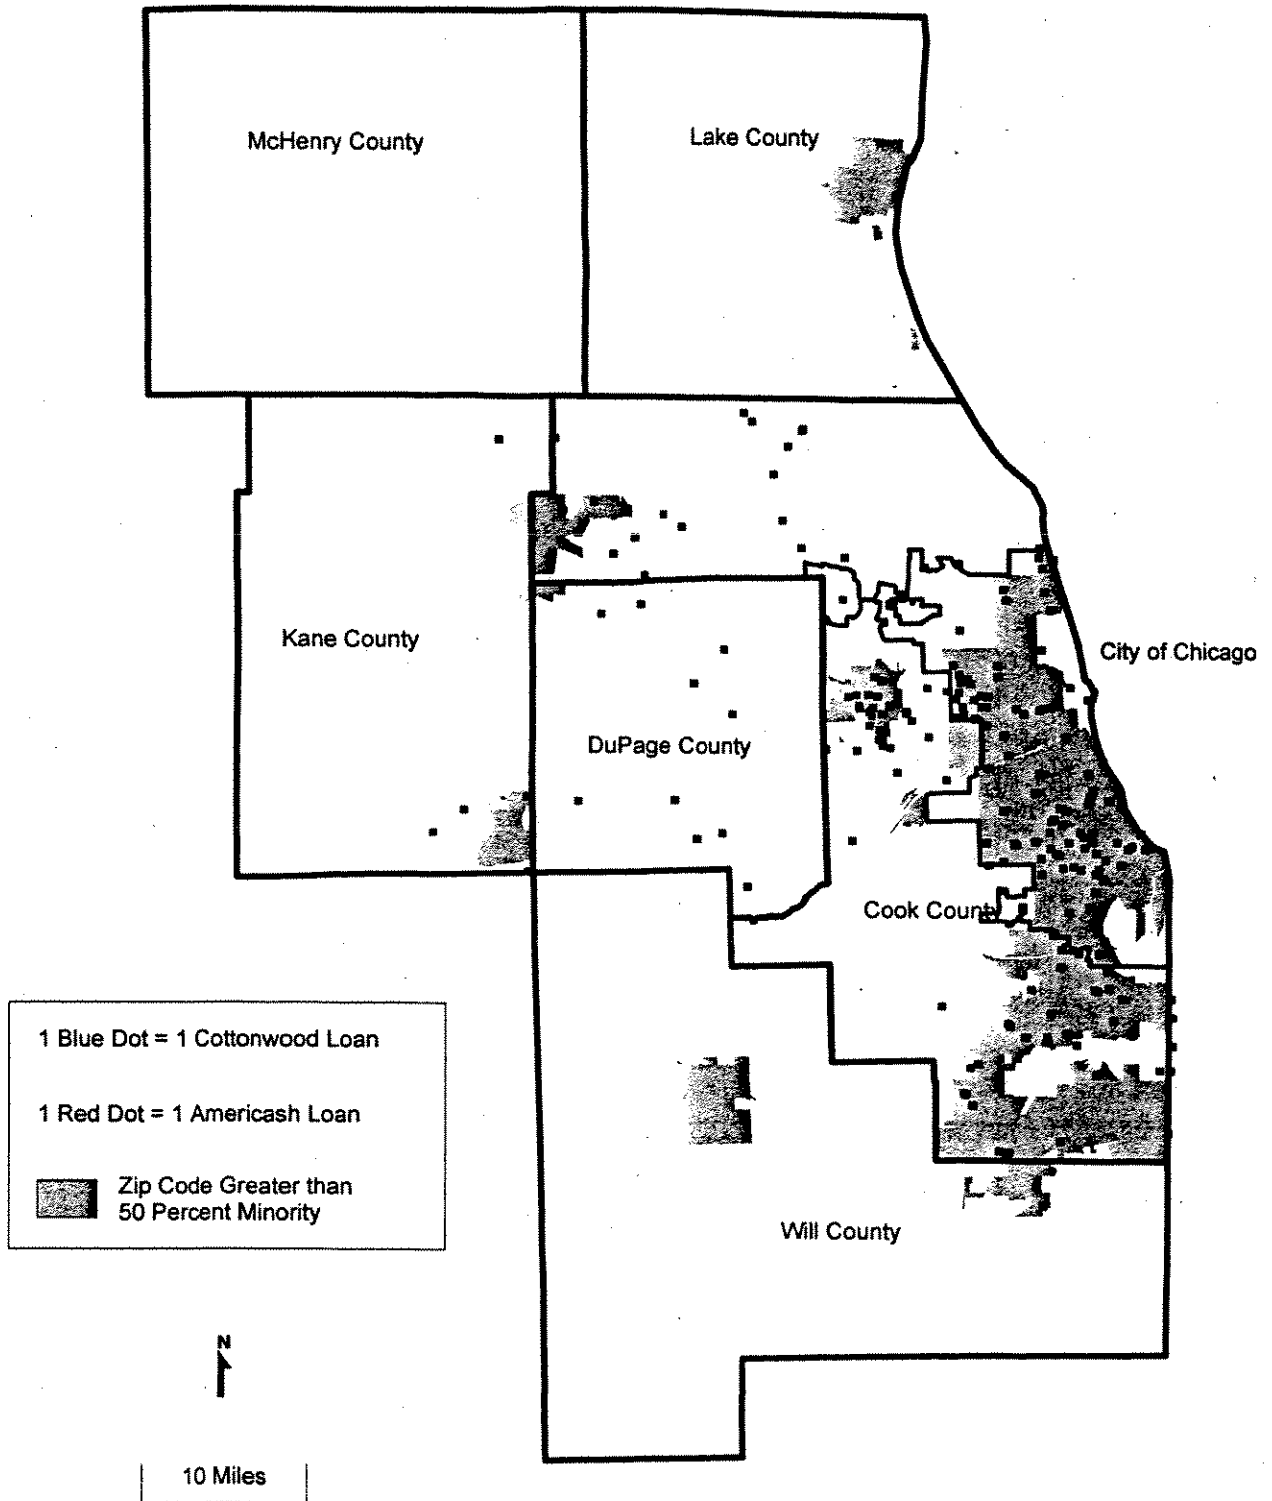 McHenry County
Lake County
Kane County
City of Chicago
DuPage County
Cook County
1 Blue Dot = 1 Cottonwood Loan
1 Red Dot = 1 Americash Loan
Zip Code Greater than
50 Percent Minority
Will County
N
10 Miles